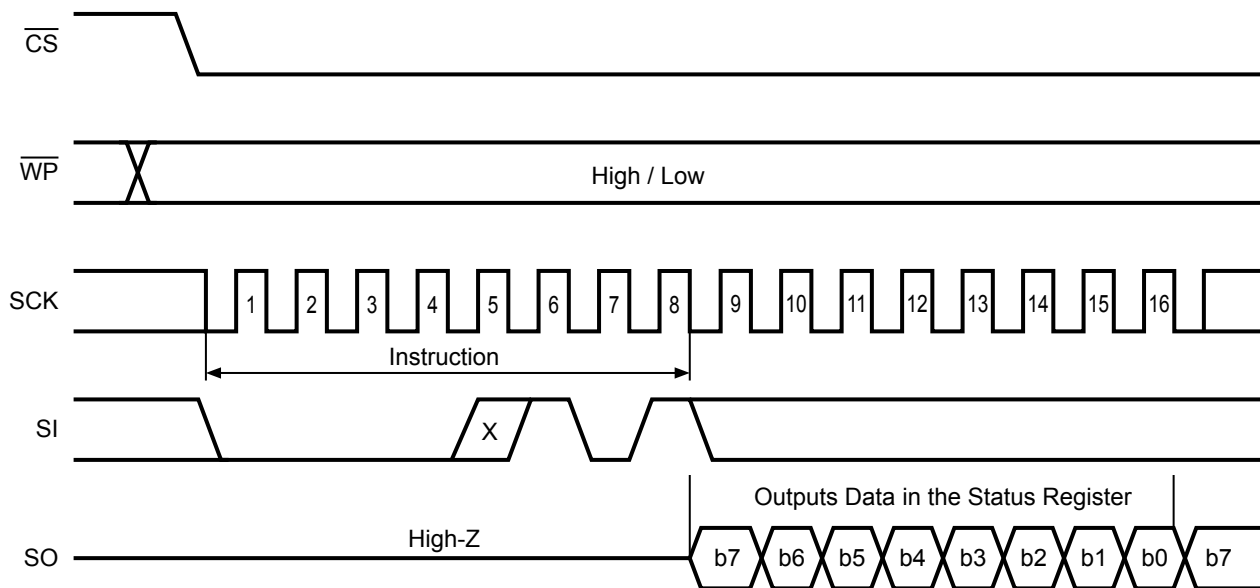 CS
WP
High / Low
SCK
1 2 3 4 5 6 7 8 9 10 11 12 13 14 15 16
Instruction
SI
X
Outputs Data in the Status Register
SO
High-Z
b7 b6 b5 b4 b3 b2 b1 b0 b7